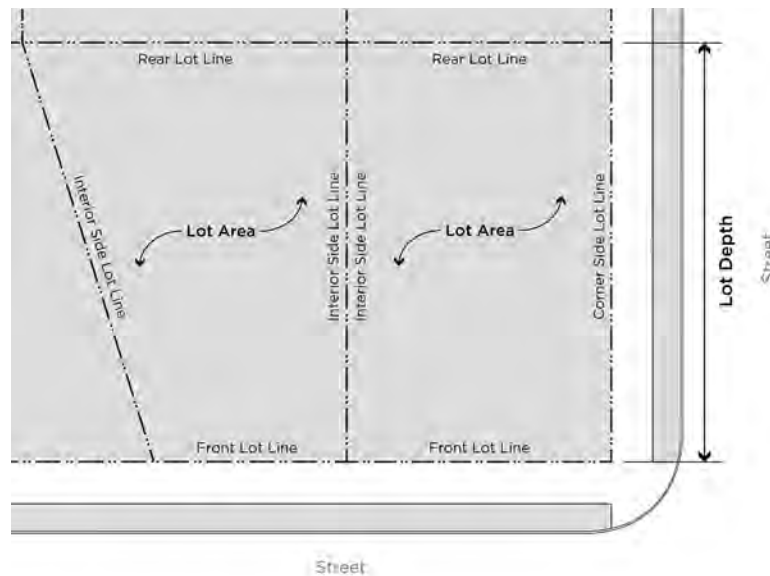 Rear Lot Line
Rear Lot Line
Interior Side Lot Line
Lot Area
Interior Side Lot Line
Interior Side Lot Line
Lot Area
Corner Side Lot Line
Lot Depth
Street
Front Lot Line
Front Lot Line
Street